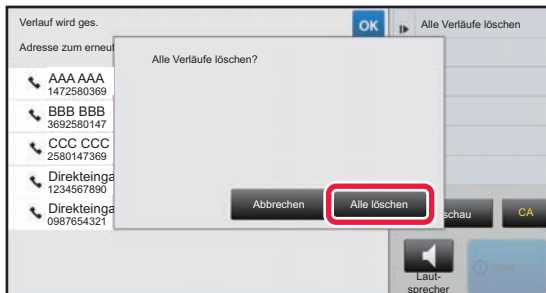 Verlauf wird ges.
OK
Alle Verläufe löschen
Adresse zum erneut
Alle Verläufe löschen?
AAA AAA
1472580369
BBB BBB
3692580147
CCC CCC
2580147369
Direkteinga
1234567890
Direkteinga
0987654321
Abbrechen
Alle löschen
schau
CA
Laut-
sprecher
Start